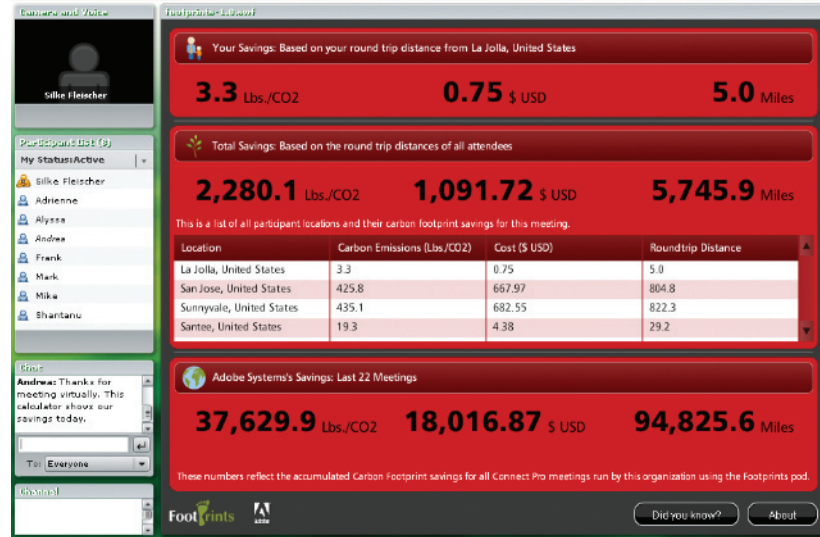 Camera and Voice
Silke Fleischer
Participant List (8)
My Status:Active
Silke Fleischer
Adrienne
Alyssa
Andrea
Frank
Mark
Mike
Shantanu
Andrea: Thanks for
meeting virtually. This
calculator shows our
savings today.
To: Everyone
footprints-1.0.swf
Your Savings: Based on your round trip distance from La Jolla, United States
3.3 Lbs./CO2 0.75 $ USD 5.0 Miles
Total Savings: Based on the round trip distances of all attendees
2,280.1 Lbs./CO2 1,091.72 $ USD 5,745.9 Miles
This is a list of all participant locations and their carbon footprint savings for this meeting.
Location Carbon Emissions (Lbs./CO2) Cost ($ USD) Roundtrip Distance
La Jolla, United States 3.3 0.75 5.0
San Jose, United States 425.8 667.97 804.8
Sunnyvale, United States 435.1 682.55 822.3
Santee, United States 19.3 4.38 29.2
Adobe Systems's Savings: Last 22 Meetings
37,629.9 Lbs./CO2 18,016.87 $ USD 94,825.6 Miles
These numbers reflect the accumulated Carbon Footprint savings for all Connect Pro meetings run by this organization using the Footprints pod.
Footprints Adobe Did you know? About